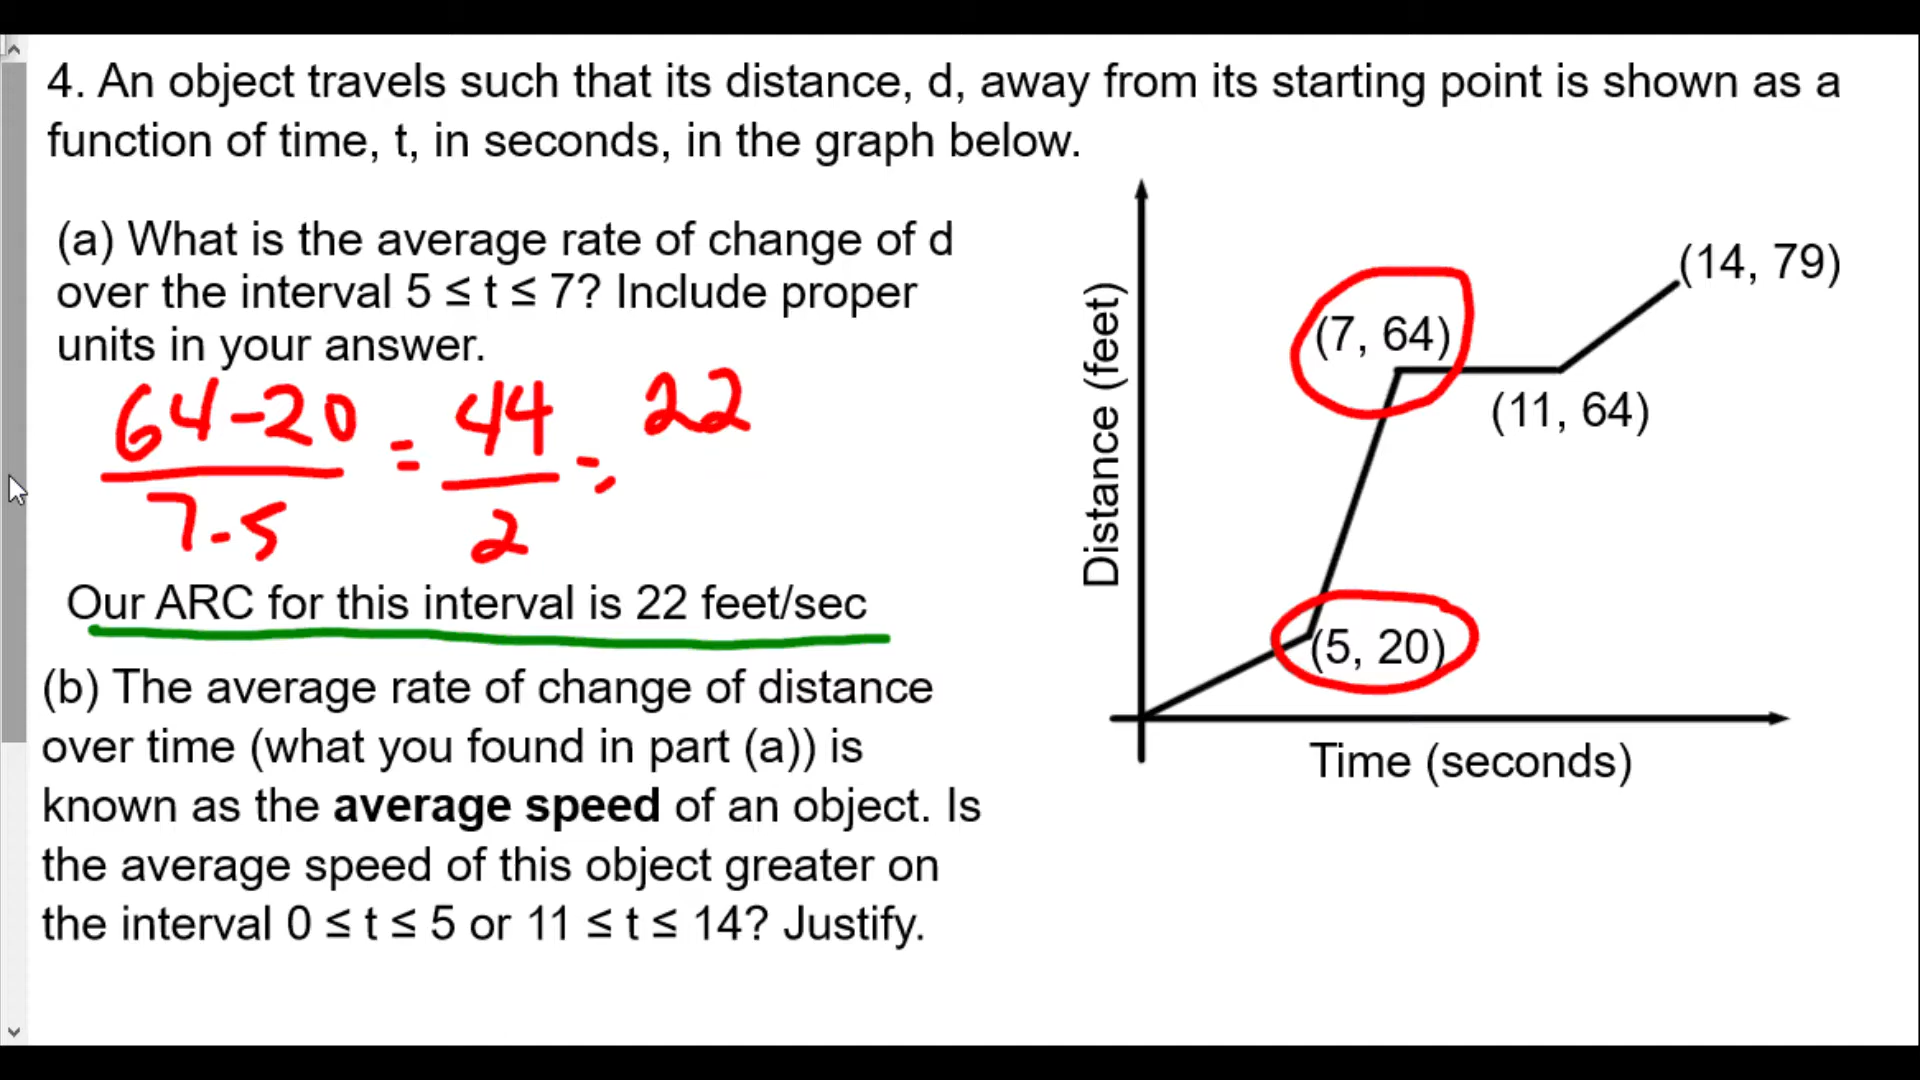 4. An object travels such that its distance, d, away from its starting point is shown as a
function of time, t, in seconds, in the graph below.
(a) What is the average rate of change of d
over the interval 5 ≤ t ≤ 7? Include proper
units in your answer.
64-20 = 44 = 22
7-5 2
Our ARC for this interval is 22 feet/sec
(b) The average rate of change of distance
over time (what you found in part (a)) is
known as the average speed of an object. Is
the average speed of this object greater on
the interval 0 ≤ t ≤ 5 or 11 ≤ t ≤ 14? Justify.
Distance (feet)
(14, 79)
(7, 64)
(11, 64)
(5, 20)
Time (seconds)